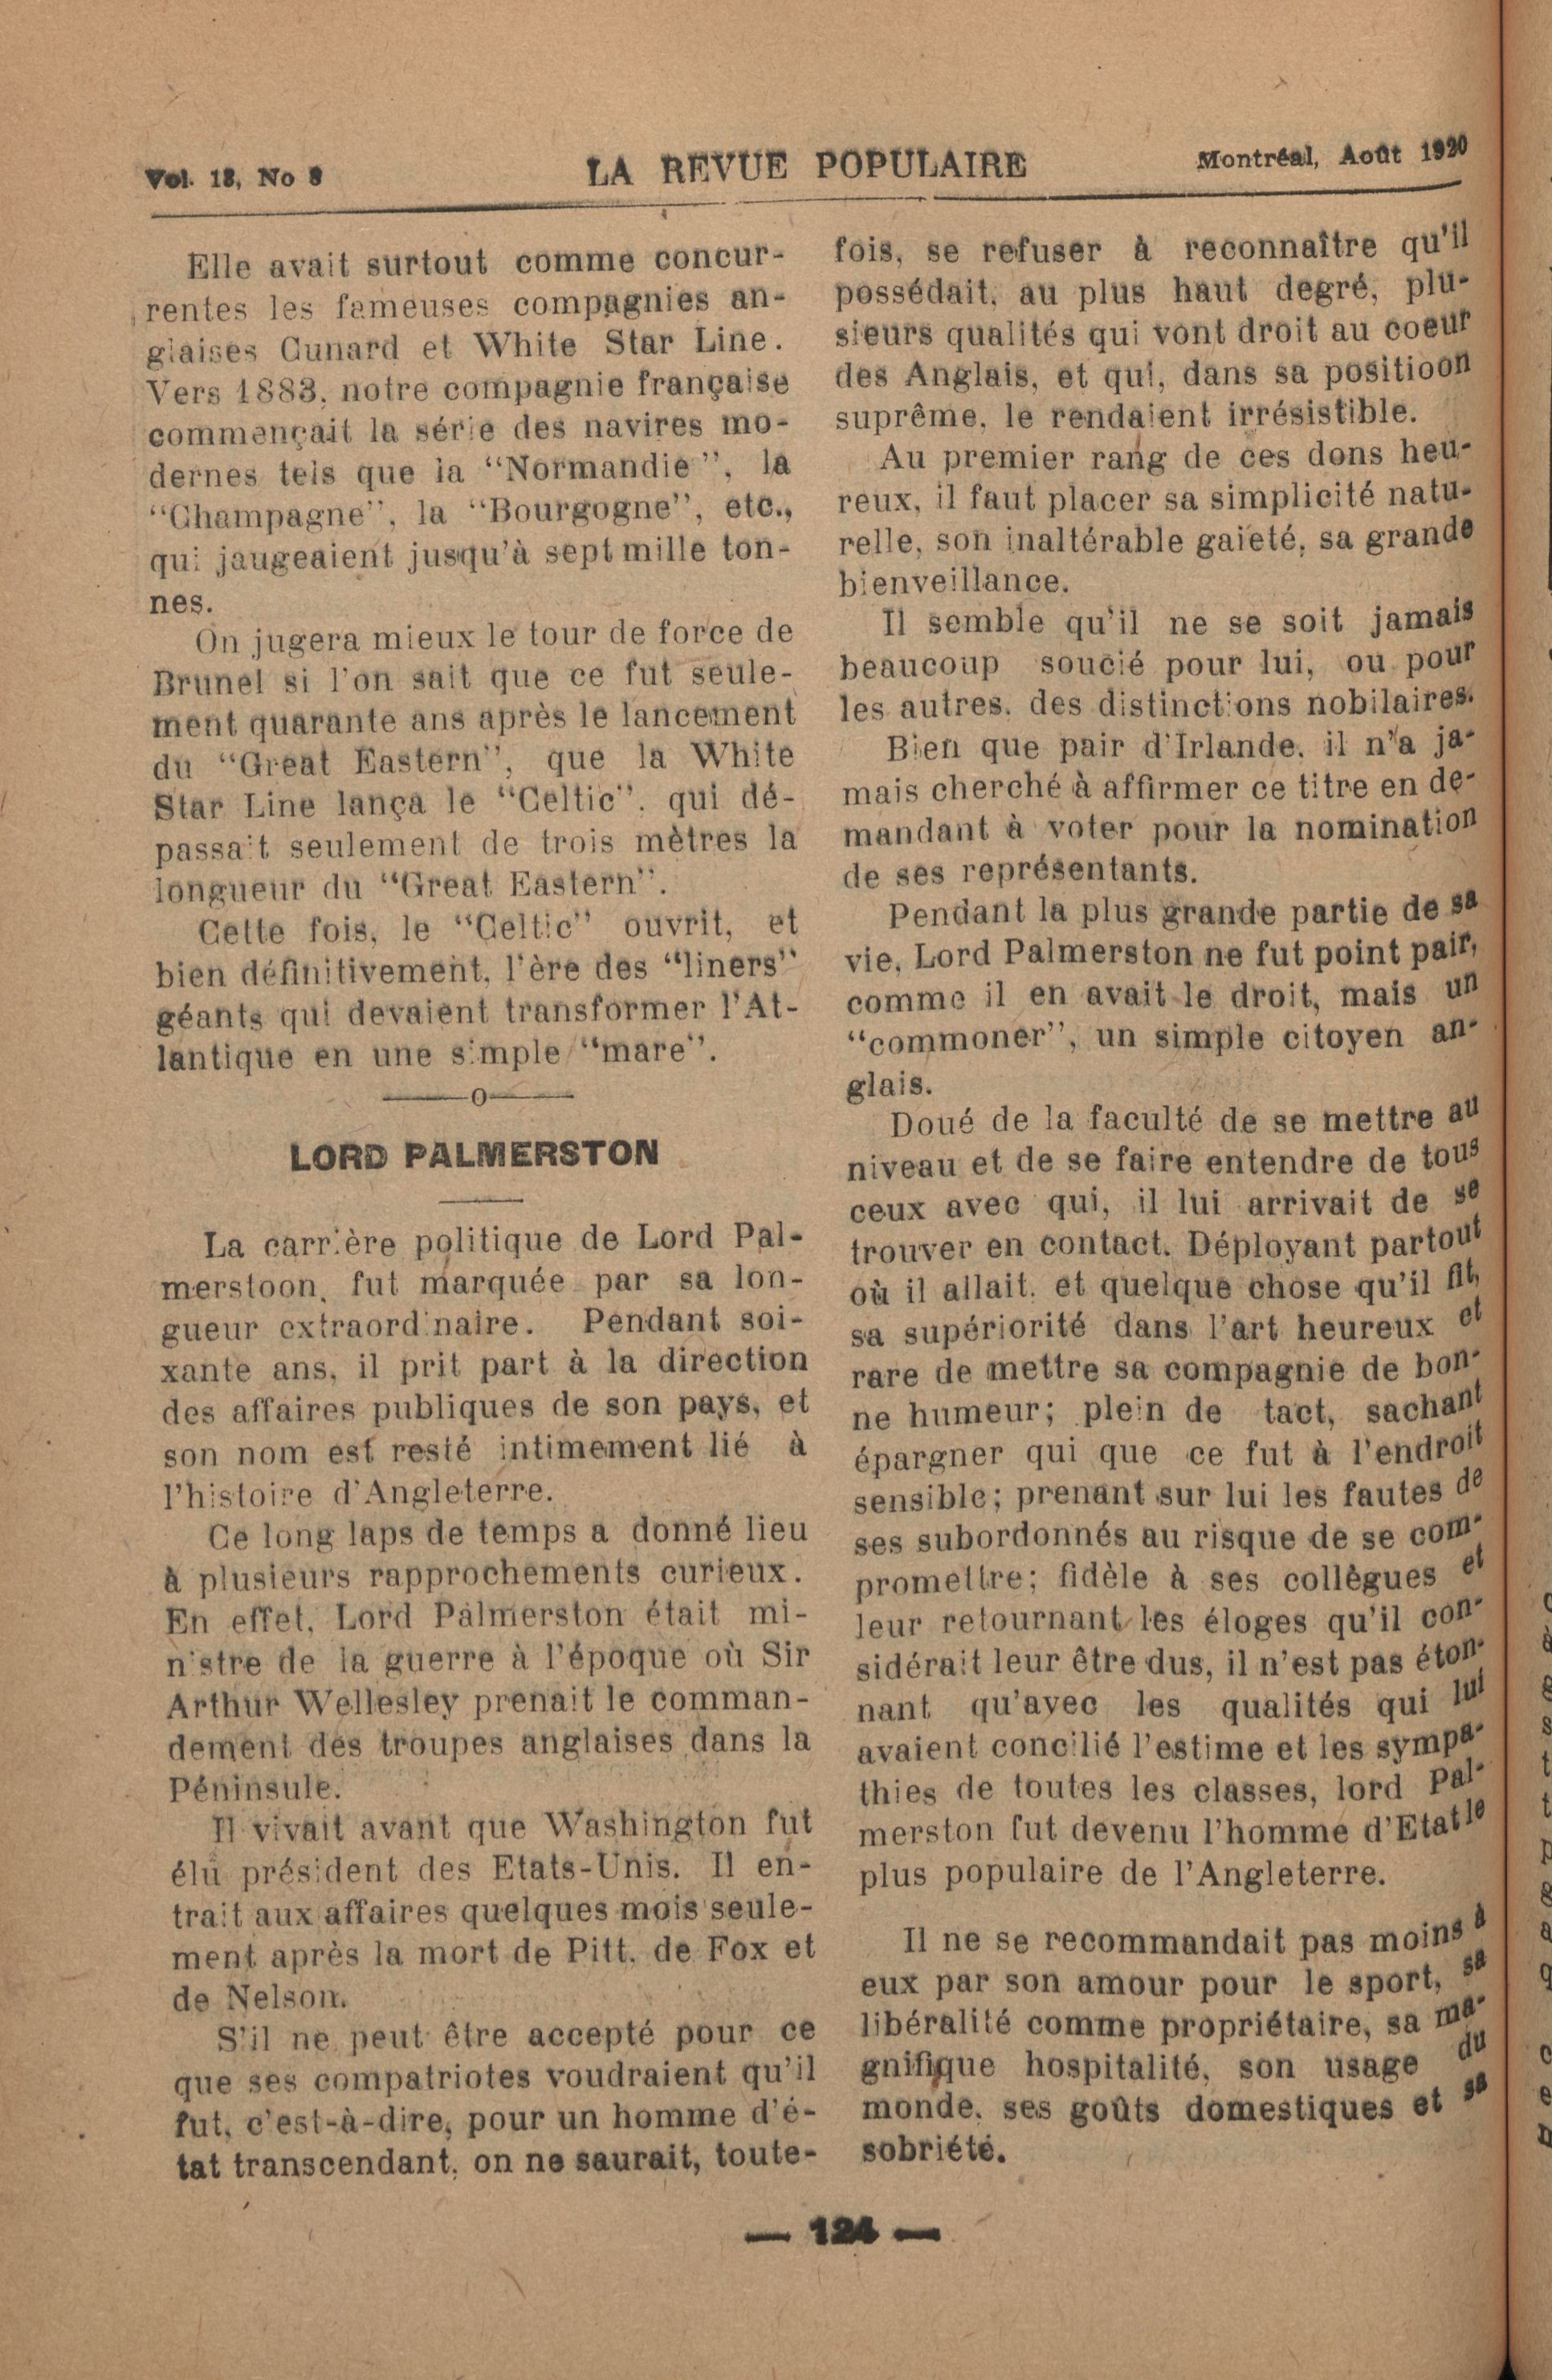 Vol. 13, No 8
LA REVUE POPULAIRE
Montréal, Août 1920
Elle avait surtout comme concur-
rentes les fameuses compagnies an-
glaises Cunard et White Star Line.
Vers 1883, notre compagnie française
commençait la série des navires mo-
dernes tels que la "Normandie", la
"Champagne", la "Bourgogne", etc.,
qui jaugeaient jusqu'à sept mille ton-
nes.
On jugera mieux le tour de force de
Brunel si l'on sait que ce fut seule-
ment quarante ans après le lancement
du "Great Eastern", que la White
Star Line lança le "Celtic", qui dé-
passait seulement de trois mètres la
longueur du "Great Eastern".
Cette fois, le "Celtic" ouvrit, et
bien définitivement, l'ère des "liners"
géants qui devaient transformer l'At-
lantique en une simple "mare".
——o——
LORD PALMERSTON
La carrière politique de Lord Pal-
merstoon, fut marquée par sa lon-
gueur extraordinaire. Pendant soi-
xante ans, il prit part à la direction
des affaires publiques de son pays, et
son nom est resté intimement lié à
l'histoire d'Angleterre.
Ce long laps de temps a donné lieu
à plusieurs rapprochements curieux.
En effet, Lord Palmerston était mi-
nistre de la guerre à l'époque où Sir
Arthur Wellesley prenait le comman-
dement des troupes anglaises dans la
Péninsule.
Il vivait avant que Washington fut
élu président des Etats-Unis. Il en-
trait aux affaires quelques mois seule-
ment après la mort de Pitt, de Fox et
de Nelson.
S'il ne peut être accepté pour ce
que ses compatriotes voudraient qu'il
fut, c'est-à-dire, pour un homme d'é-
tat transcendant, on ne saurait, toute-
fois, se refuser à reconnaître qu'il
possédait, au plus haut degré, plu-
sieurs qualités qui vont droit au coeur
des Anglais, et qui, dans sa positioon
suprême, le rendaient irrésistible.
Au premier rang de ces dons heu-
reux, il faut placer sa simplicité natu-
relle, son inaltérable gaieté, sa grande
bienveillance.
Il semble qu'il ne se soit jamais
beaucoup soucié pour lui, ou pour
les autres, des distinctions nobilaires.
Bien que pair d'Irlande, il n'a ja-
mais cherché à affirmer ce titre en de-
mandant à voter pour la nomination
de ses représentants.
Pendant la plus grande partie de sa
vie, Lord Palmerston ne fut point pair,
comme il en avait le droit, mais un
"commoner", un simple citoyen an-
glais.
Doué de la faculté de se mettre au
niveau et de se faire entendre de tous
ceux avec qui, il lui arrivait de se
trouver en contact. Déployant partout
où il allait, et quelque chose qu'il fit,
sa supériorité dans l'art heureux et
rare de mettre sa compagnie de bon-
ne humeur; plein de tact, sachant
épargner qui que ce fut à l'endroit
sensible; prenant sur lui les fautes de
ses subordonnés au risque de se com-
promettre; fidèle à ses collègues et
leur retournant les éloges qu'il con-
sidérait leur être dus, il n'est pas éton-
nant qu'avec les qualités qui lui
avaient concilié l'estime et les sympa-
thies de toutes les classes, lord Pal-
merston fut devenu l'homme d'Etat le
plus populaire de l'Angleterre.
Il ne se recommandait pas moins à
eux par son amour pour le sport, sa
libéralité comme propriétaire, sa ma-
gnifique hospitalité, son usage du
monde, ses goûts domestiques et sa
sobriété.
— 124 —